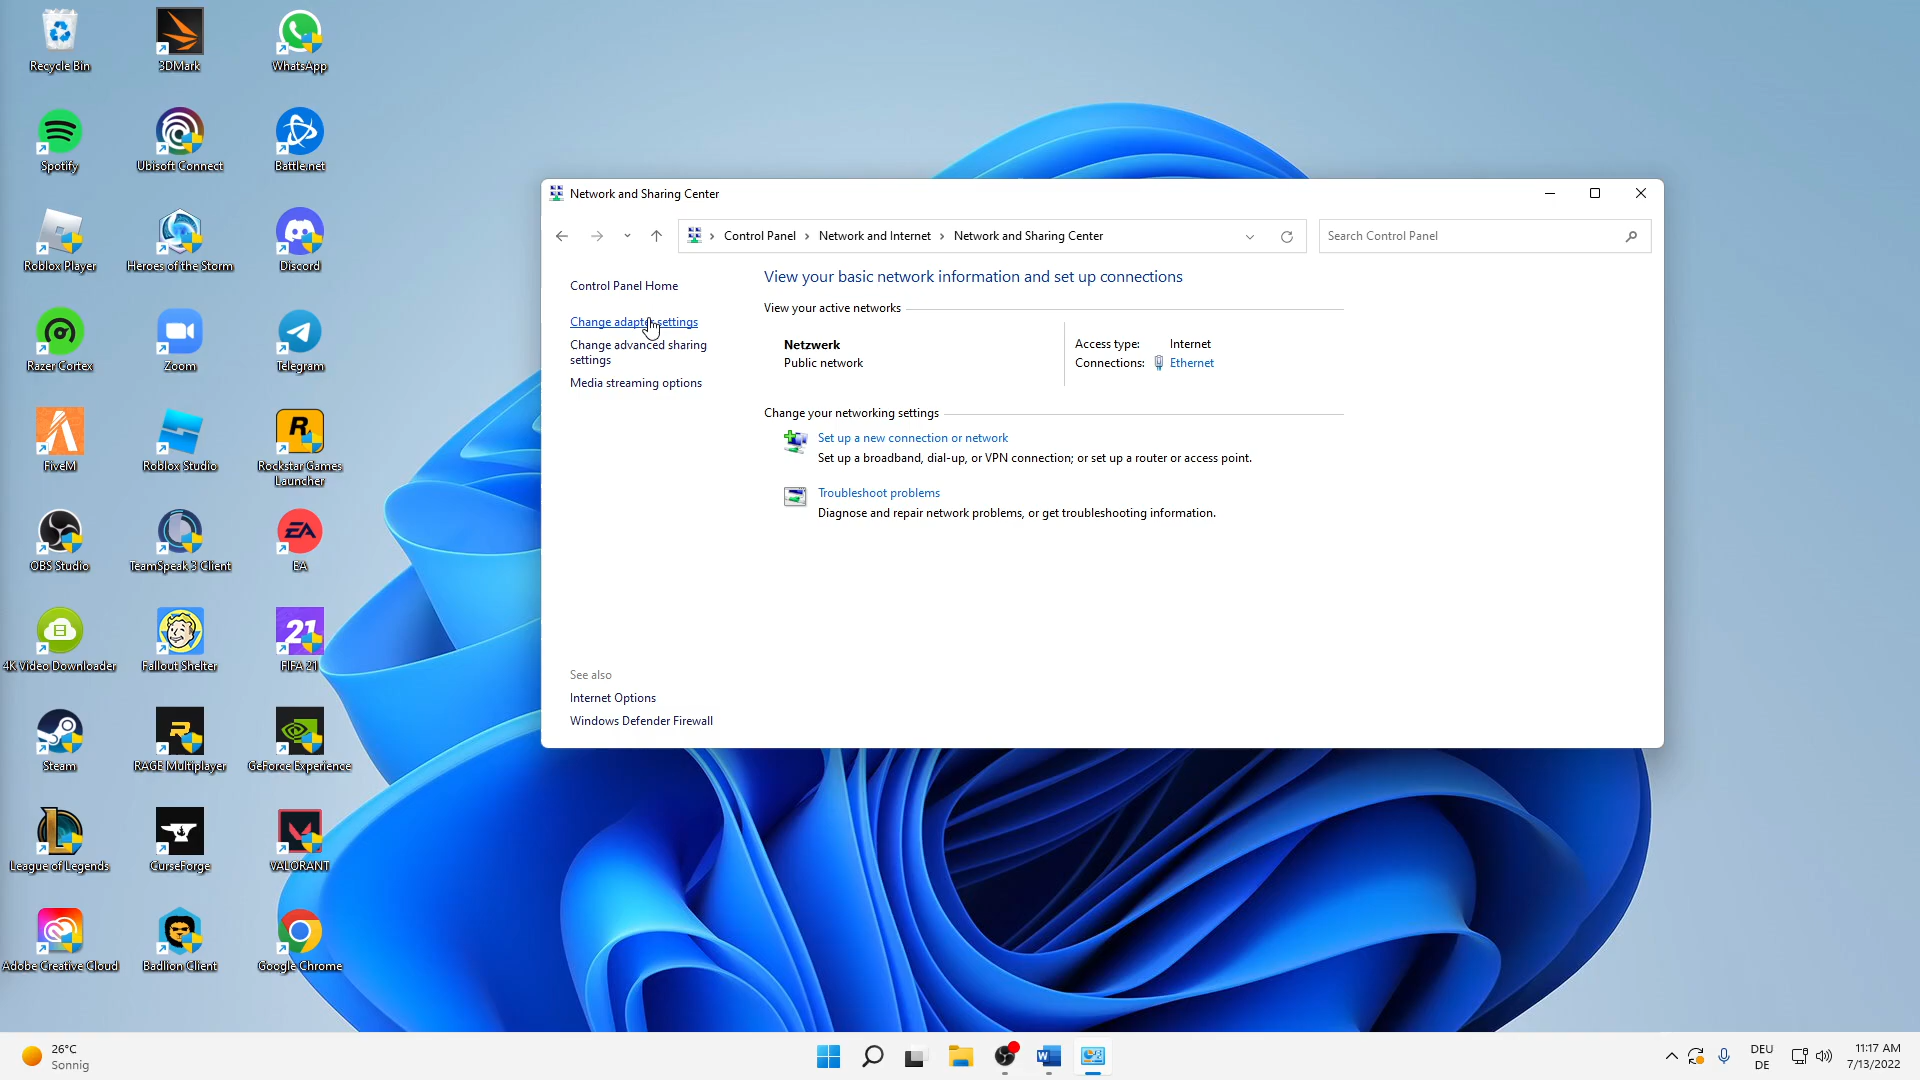 Recycle Bin
3DMark
WhatsApp
Spotify
Ubisoft Connect
Battle.net
Roblox Player
Heroes of the Storm
Discord
Razer Cortex
Zoom
Telegram
FiveM
Roblox Studio
Rockstar Games
Launcher
OBS Studio
TeamSpeak 3 Client
EA
4K Video Downloader
Fallout Shelter
FIFA 21
Steam
RAGE Multiplayer
GeForce Experience
League of Legends
CurseForge
VALORANT
Adobe Creative Cloud
Badlion Client
Google Chrome
Network and Sharing Center
Control Panel › Network and Internet › Network and Sharing Center
Search Control Panel
Control Panel Home
Change adapter settings
Change advanced sharing
settings
Media streaming options
See also
Internet Options
Windows Defender Firewall
View your basic network information and set up connections
View your active networks
Netzwerk
Public network
Access type: Internet
Connections: Ethernet
Change your networking settings
Set up a new connection or network
Set up a broadband, dial-up, or VPN connection; or set up a router or access point.
Troubleshoot problems
Diagnose and repair network problems, or get troubleshooting information.
26°C
Sonnig
DEU
DE
11:17 AM
7/13/2022